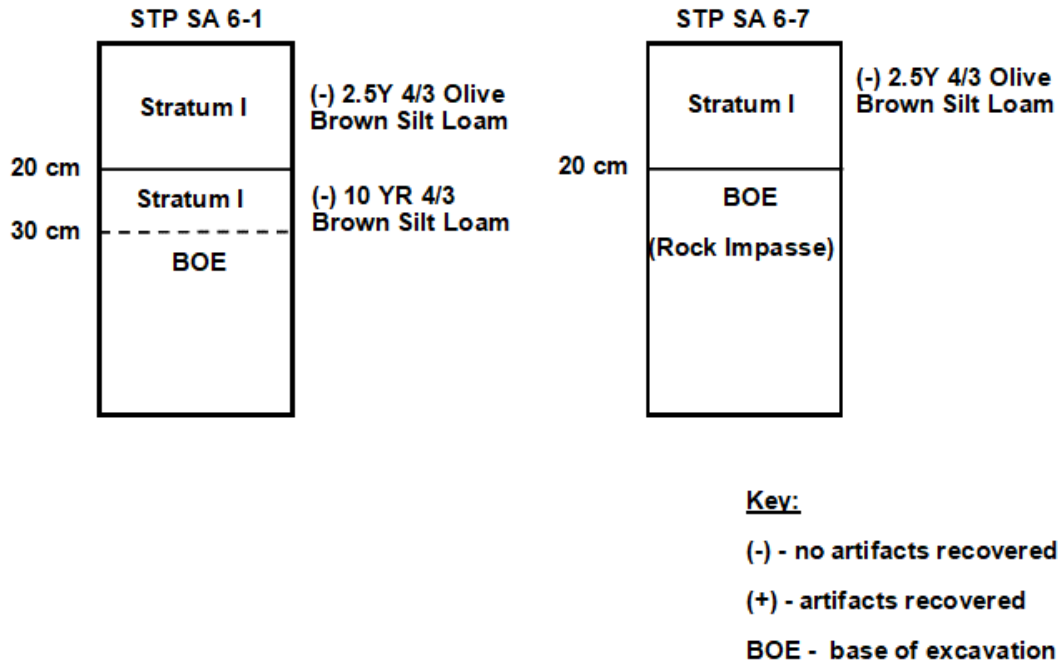 STP SA 6-1
Stratum I
(-) 2.5Y 4/3 Olive
Brown Silt Loam
20 cm
Stratum I
(-) 10 YR 4/3
Brown Silt Loam
30 cm
BOE
STP SA 6-7
Stratum I
(-) 2.5Y 4/3 Olive
Brown Silt Loam
20 cm
BOE
(Rock Impasse)
Key:
(-) - no artifacts recovered
(+) - artifacts recovered
BOE - base of excavation